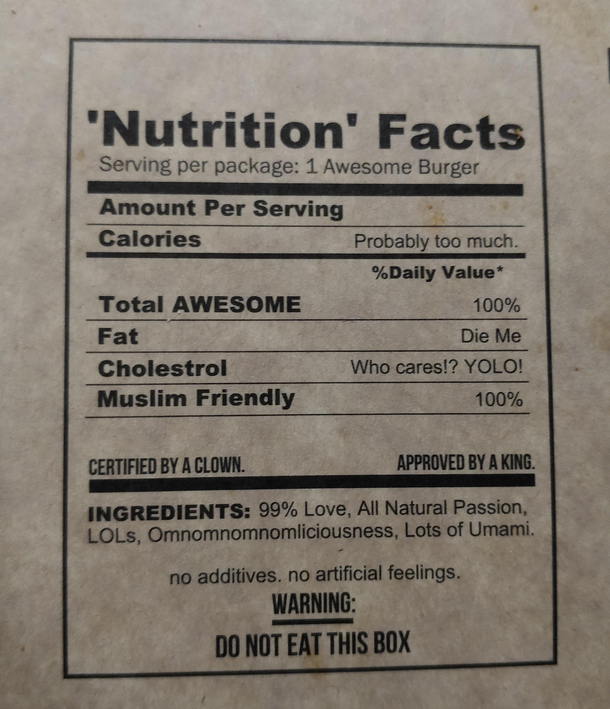 'Nutrition' Facts
Serving per package: 1 Awesome Burger
Amount Per Serving
Calories Probably too much.
%Daily Value*
Total AWESOME 100%
Fat Die Me
Cholestrol Who cares!? YOLO!
Muslim Friendly 100%
CERTIFIED BY A CLOWN. APPROVED BY A KING.
INGREDIENTS: 99% Love, All Natural Passion,
LOLs, Omnomnomnomliciousness, Lots of Umami.
no additives. no artificial feelings.
WARNING:
DO NOT EAT THIS BOX